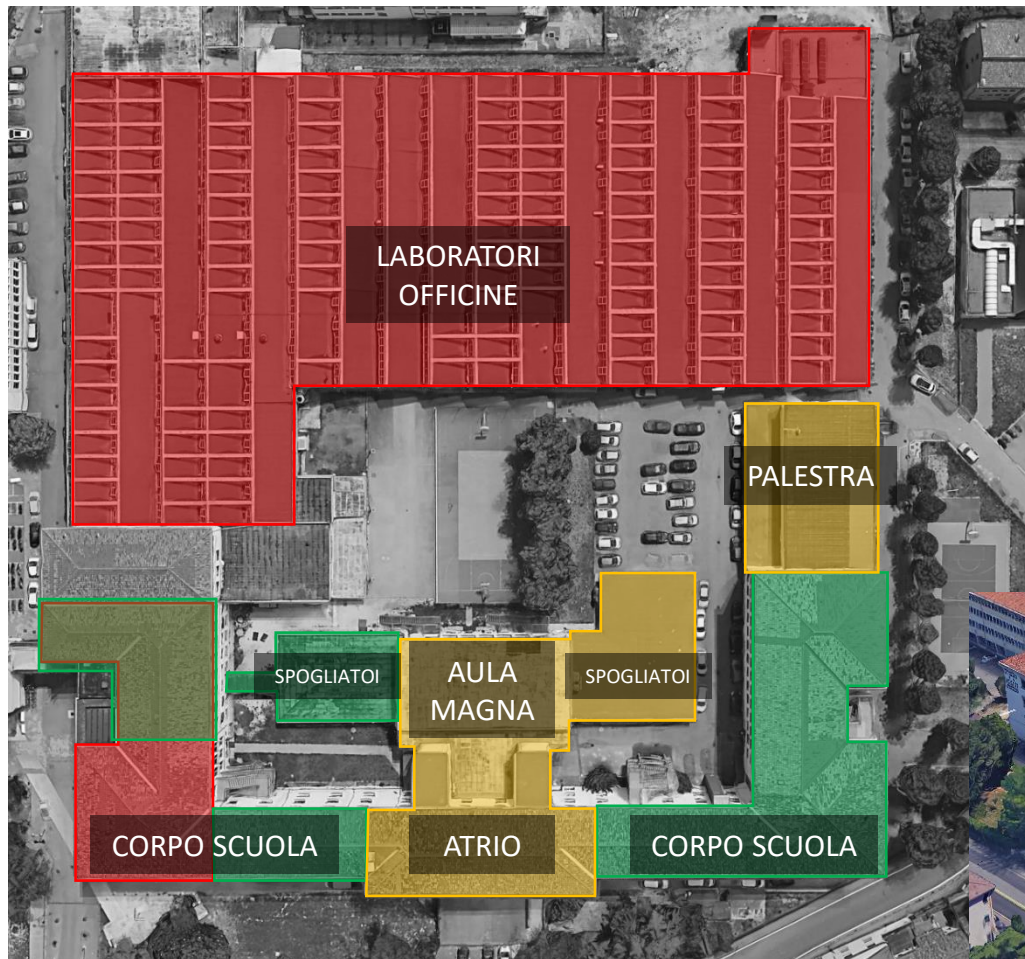 LABORATORI
OFFICINE
PALESTRA
SPOGLIATOI
AULA
MAGNA
SPOGLIATOI
CORPO SCUOLA
ATRIO
CORPO SCUOLA